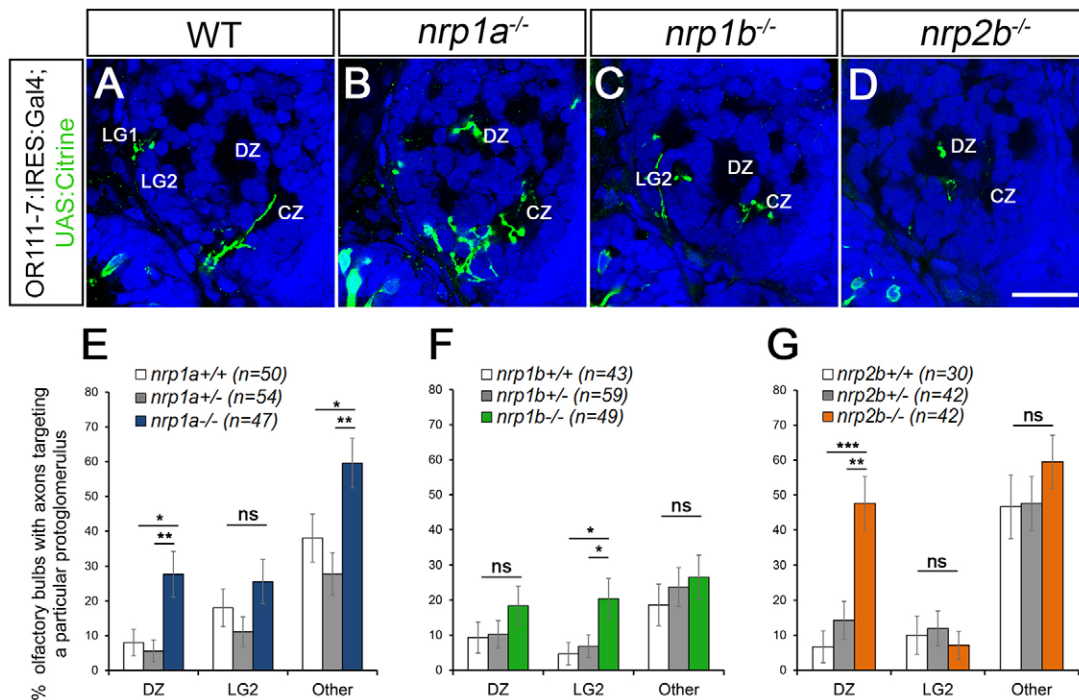 WT
nrp1a-/-
nrp1b-/-
nrp2b-/-
OR111-7:IRES:Gal4;
UAS:Citrine
A
LG1
LG2
DZ
CZ
B
DZ
CZ
C
LG2
DZ
CZ
D
DZ
CZ
E
nrp1a+/+ (n=50)
nrp1a+/- (n=54)
nrp1a-/- (n=47)
% olfactory bulbs with axons targeting
a particular protoglomerulus
80
70
60
50
40
30
20
10
0
*
**
ns
*
**
DZ LG2 Other
F
nrp1b+/+ (n=43)
nrp1b+/- (n=59)
nrp1b-/- (n=49)
80
70
60
50
40
30
20
10
0
ns
*
*
ns
DZ LG2 Other
G
nrp2b+/+ (n=30)
nrp2b+/- (n=42)
nrp2b-/- (n=42)
80
70
60
50
40
30
20
10
0
***
**
ns
ns
DZ LG2 Other